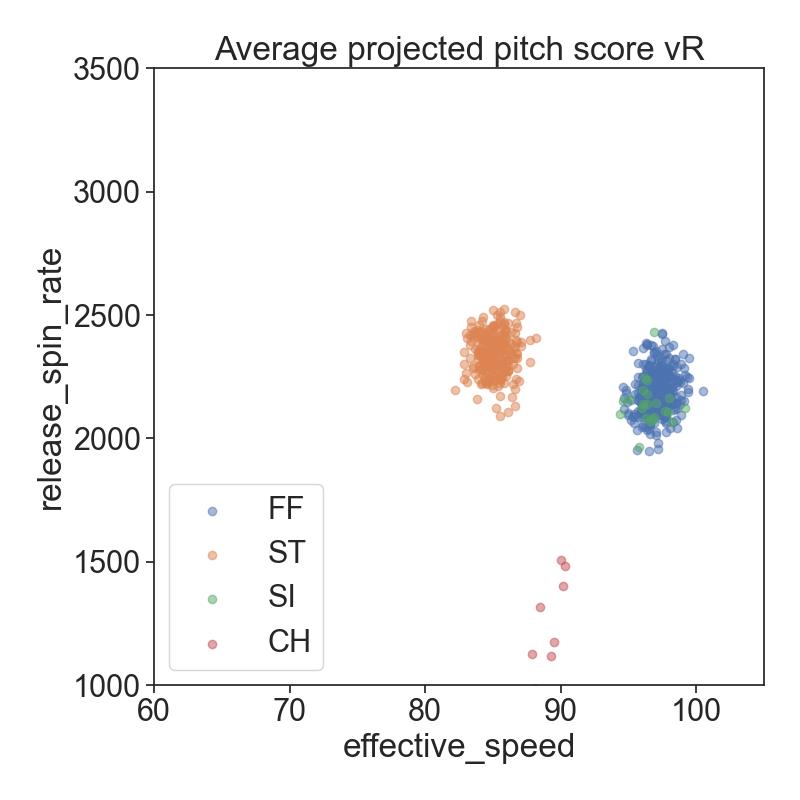 Average projected pitch score vR
3500
3000
2500
2000
1500
1000
release_spin_rate
FF
ST
SI
CH
60
70
80
90
100
effective_speed